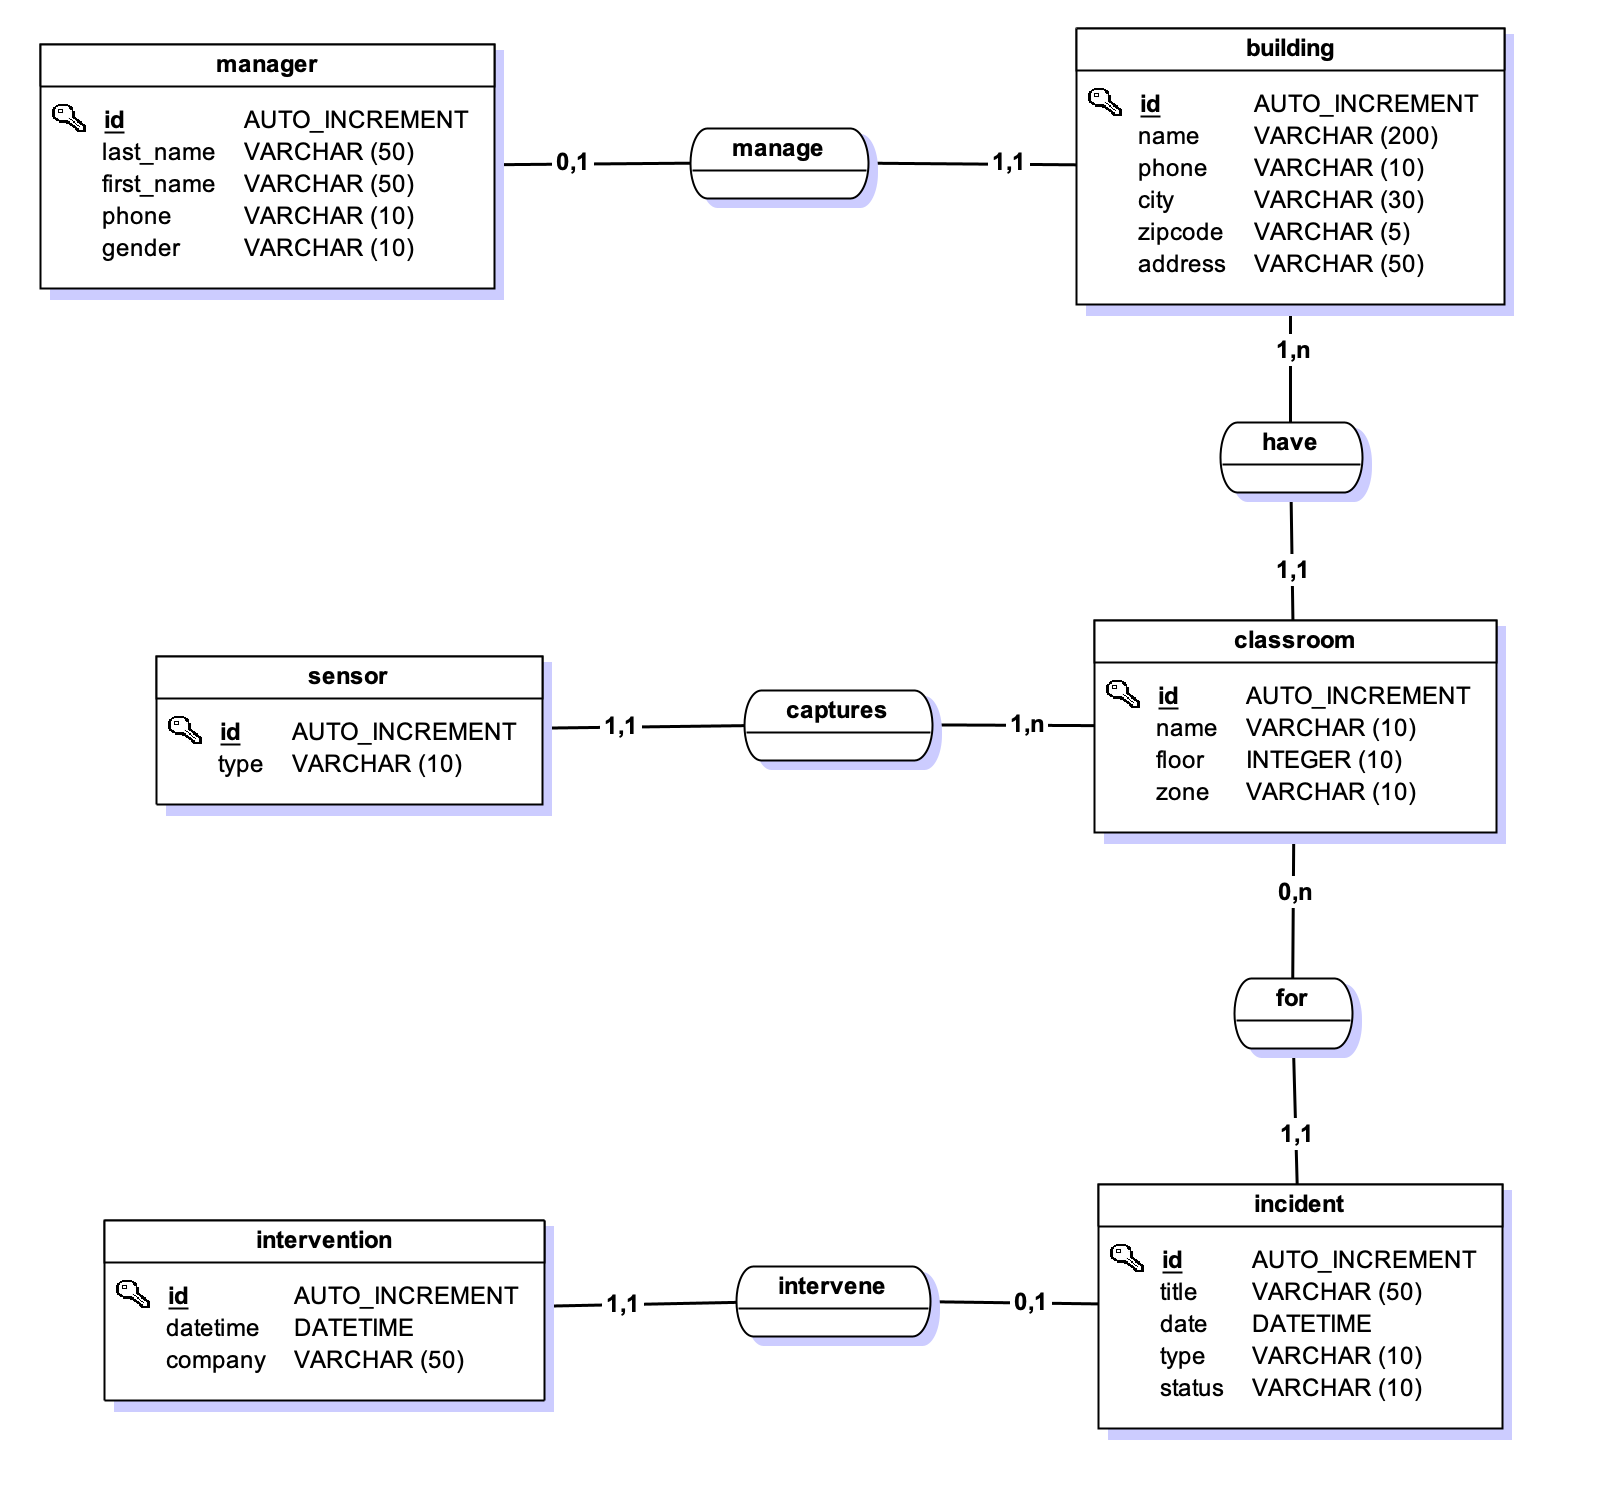 manager
id AUTO_INCREMENT
last_name VARCHAR (50)
first_name VARCHAR (50)
phone VARCHAR (10)
gender VARCHAR (10)
0,1
manage
1,1
building
id AUTO_INCREMENT
name VARCHAR (200)
phone VARCHAR (10)
city VARCHAR (30)
zipcode VARCHAR (5)
address VARCHAR (50)
1,n
have
1,1
sensor
id AUTO_INCREMENT
type VARCHAR (10)
1,1
captures
1,n
classroom
id AUTO_INCREMENT
name VARCHAR (10)
floor INTEGER (10)
zone VARCHAR (10)
0,n
for
1,1
intervention
id AUTO_INCREMENT
datetime DATETIME
company VARCHAR (50)
1,1
intervene
0,1
incident
id AUTO_INCREMENT
title VARCHAR (50)
date DATETIME
type VARCHAR (10)
status VARCHAR (10)